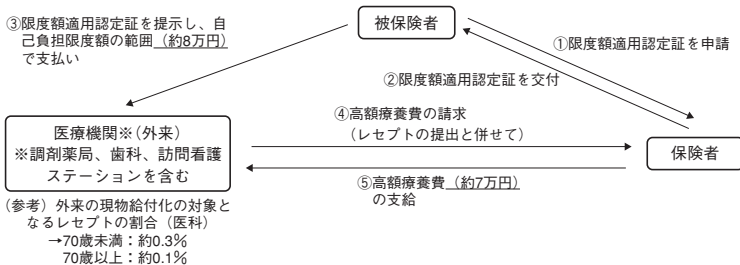 ③限度額適用認定証を提示し、自
己負担限度額の範囲（約8万円）
で支払い
被保険者
①限度額適用認定証を申請
②限度額適用認定証を交付
④高額療養費の請求
（レセプトの提出と併せて）
医療機関※（外来）
※調剤薬局、歯科、訪問看護
ステーションを含む
保険者
⑤高額療養費（約7万円）
の支給
（参考）外来の現物給付化の対象と
なるレセプトの割合（医科）
→70歳未満：約0.3％
70歳以上：約0.1％